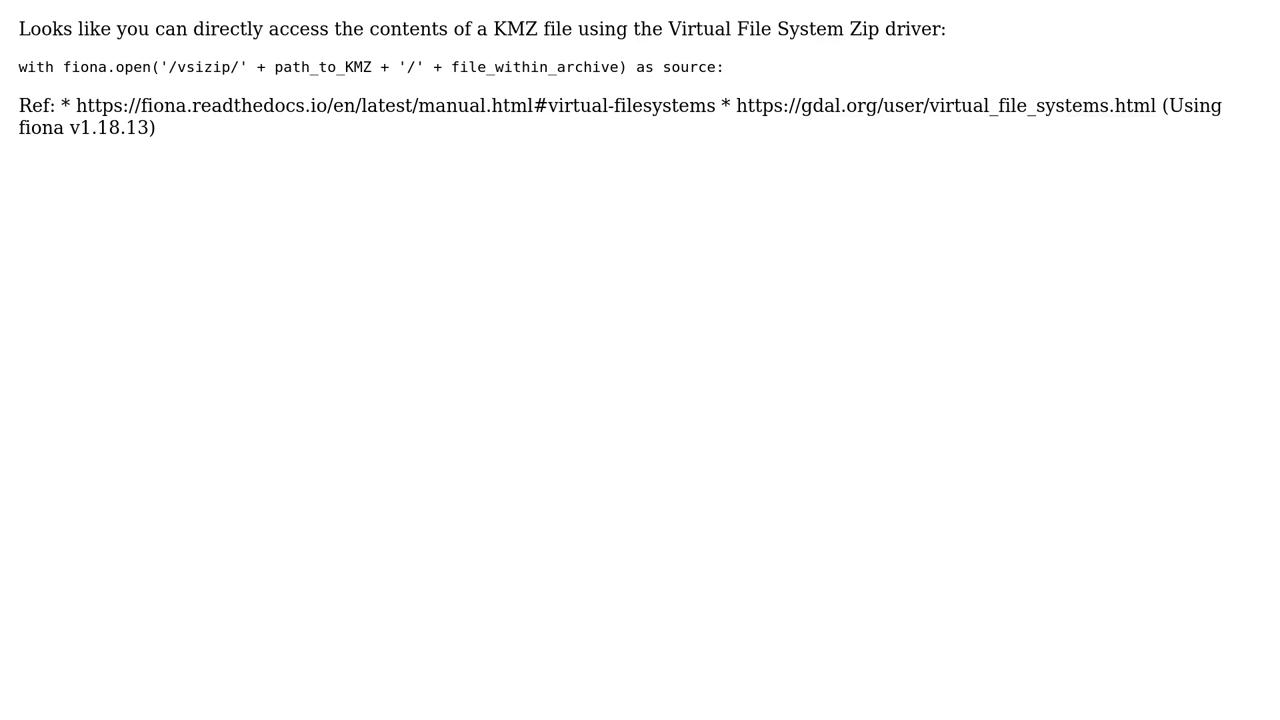 Looks like you can directly access the contents of a KMZ file using the Virtual File System Zip driver:
with fiona.open('/vsizip/' + path_to_KMZ + '/' + file_within_archive) as source:
Ref: * https://fiona.readthedocs.io/en/latest/manual.html#virtual-filesystems * https://gdal.org/user/virtual_file_systems.html (Using
fiona v1.18.13)